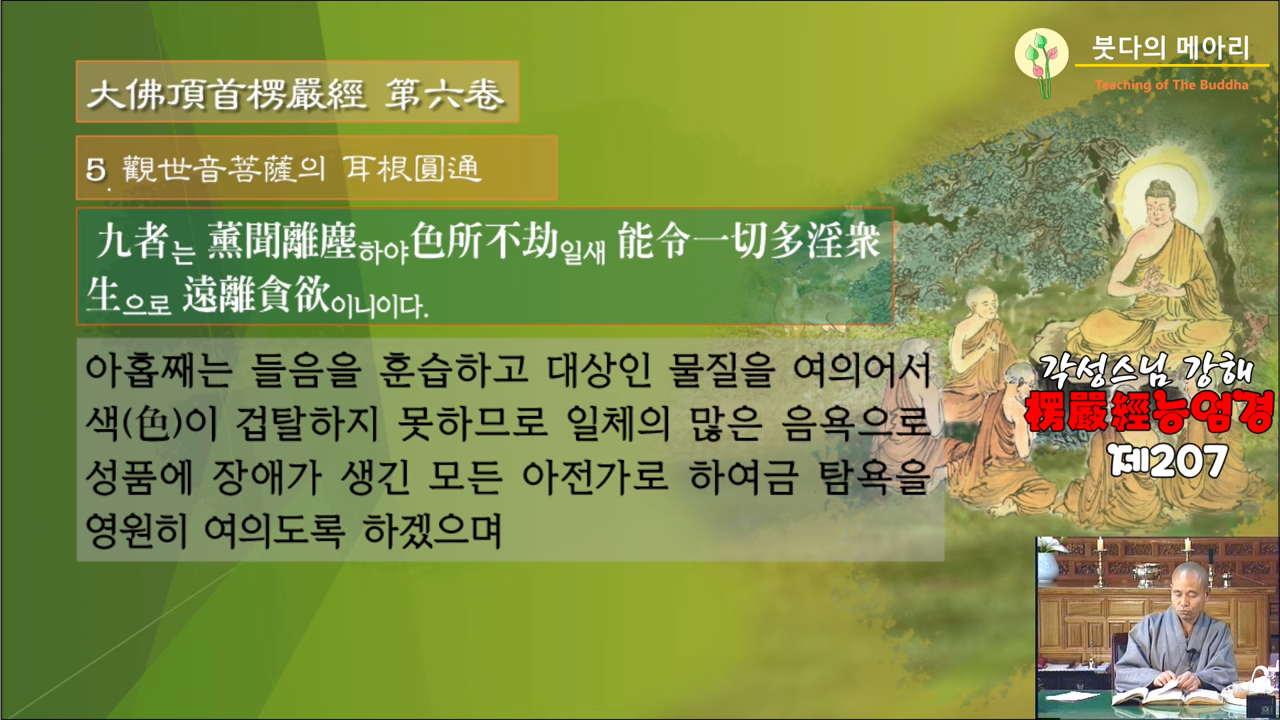 大佛頂首楞嚴經 第六卷
5. 觀世音菩薩의 耳根圓通
九者는 薰聞離塵하야色所不劫일새 能令一切多淫衆
生으로 遠離貪欲이니이다.
아홉째는 들음을 훈습하고 대상인 물질을 여의어서
색(色)이 겁탈하지 못하므로 일체의 많은 음욕으로
성품에 장애가 생긴 모든 아전가로 하여금 탐욕을
영원히 여의도록 하겠으며
붓다의 메아리
Teaching of The Buddha
각성스님 강해
楞嚴經능엄경
제207